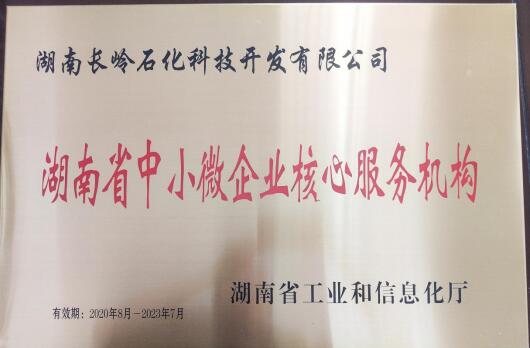 湖南长岭石化科技开发有限公司
湖南省中小微企业核心服务机构
湖南省工业和信息化厅
有效期：2020年8月－2023年7月